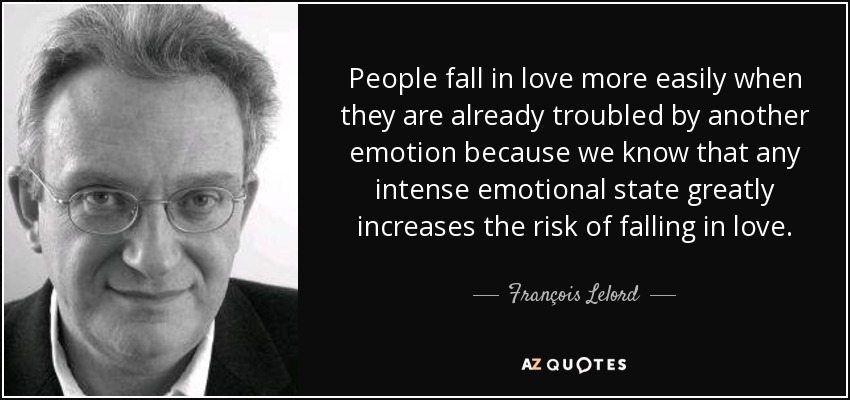 People fall in love more easily when
they are already troubled by another
emotion because we know that any
intense emotional state greatly
increases the risk of falling in love.
François Lelord
AZ QUOTES